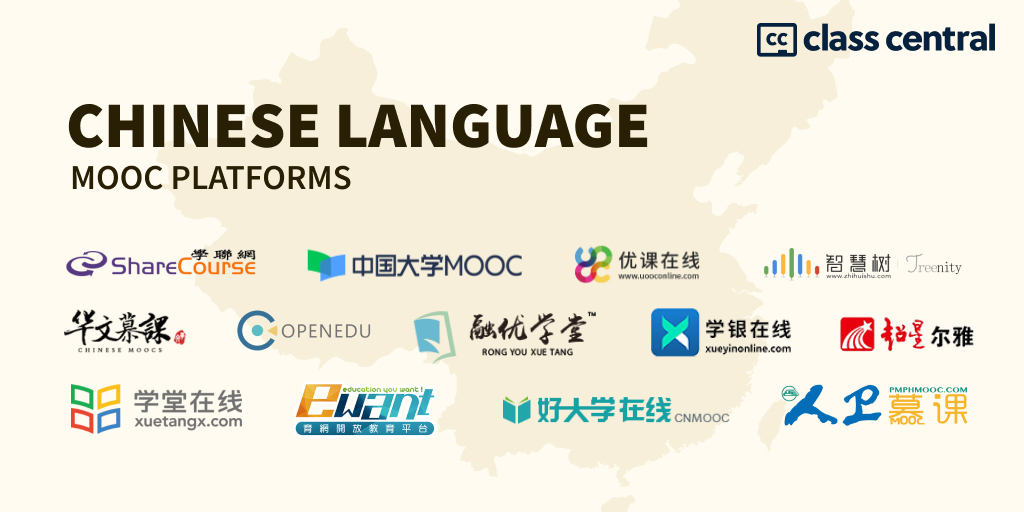 cc class central
CHINESE LANGUAGE
MOOC PLATFORMS
學聯網
ShareCourse
中国大学MOOC
优课在线
www.uooconline.com
智慧树
www.zhihuishu.com
Treenity
华文慕課
CHINESE MOOCS
OPENEDU
融优学堂™
RONG YOU XUE TANG
学银在线
xueyinonline.com
超星尔雅
学堂在线
xuetangx.com
education you want!
ewant
育網開放教育平台
好大学在线 CNMOOC
人卫慕课
PMPHMOOC.COM
MOOC